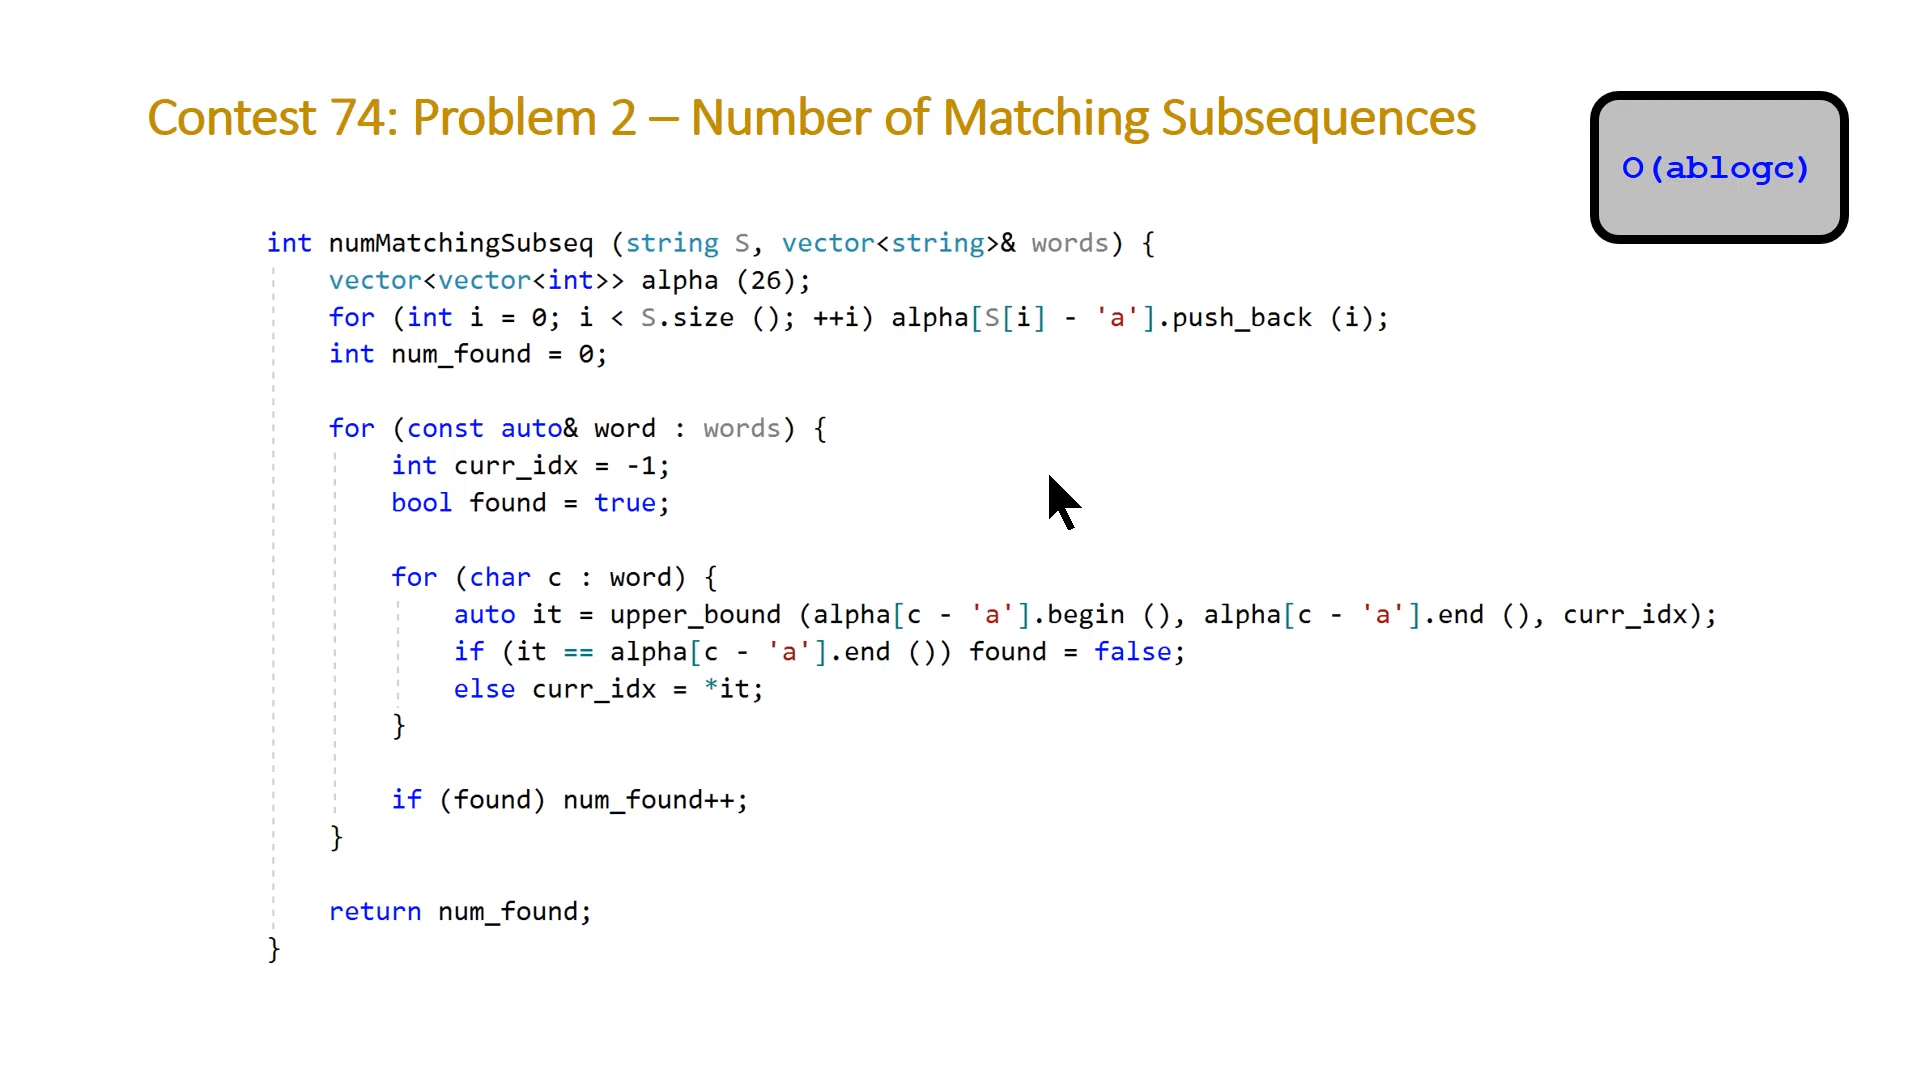 Contest 74: Problem 2 – Number of Matching Subsequences
O(ablogc)
int numMatchingSubseq (string S, vector<string>& words) {
    vector<vector<int>> alpha (26);
    for (int i = 0; i < S.size (); ++i) alpha[S[i] - 'a'].push_back (i);
    int num_found = 0;
    for (const auto& word : words) {
        int curr_idx = -1;
        bool found = true;
        for (char c : word) {
            auto it = upper_bound (alpha[c - 'a'].begin (), alpha[c - 'a'].end (), curr_idx);
            if (it == alpha[c - 'a'].end ()) found = false;
            else curr_idx = *it;
        }
        if (found) num_found++;
    }
    return num_found;
}